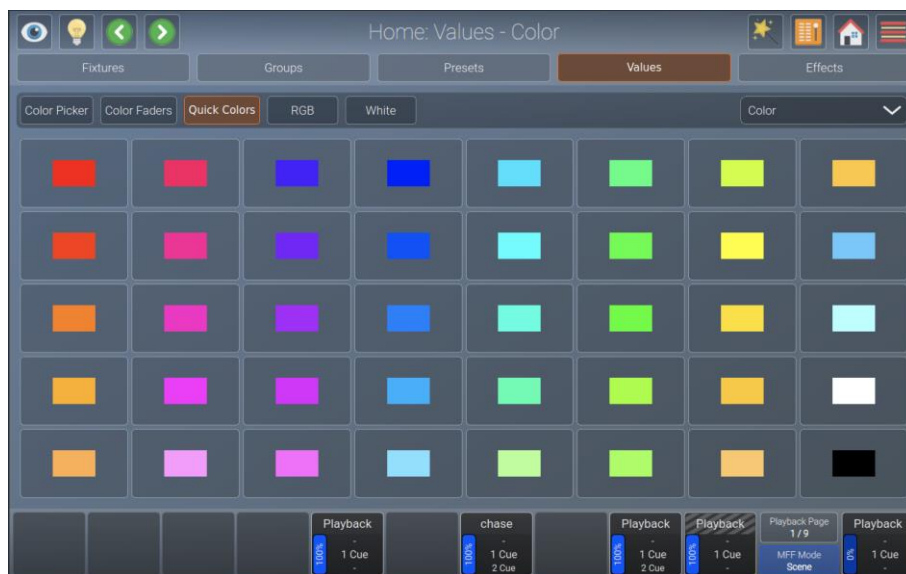 Home: Values - Color
Fixtures
Groups
Presets
Values
Effects
Color Picker
Color Faders
Quick Colors
RGB
White
Color
Playback
-
100%
1 Cue
-
chase
-
100%
1 Cue
2 Cue
Playback
-
100%
1 Cue
2 Cue
Playback
-
100%
1 Cue
-
Playback Page
1/9
MFF Mode
Scene
Playback
-
0%
1 Cue
-